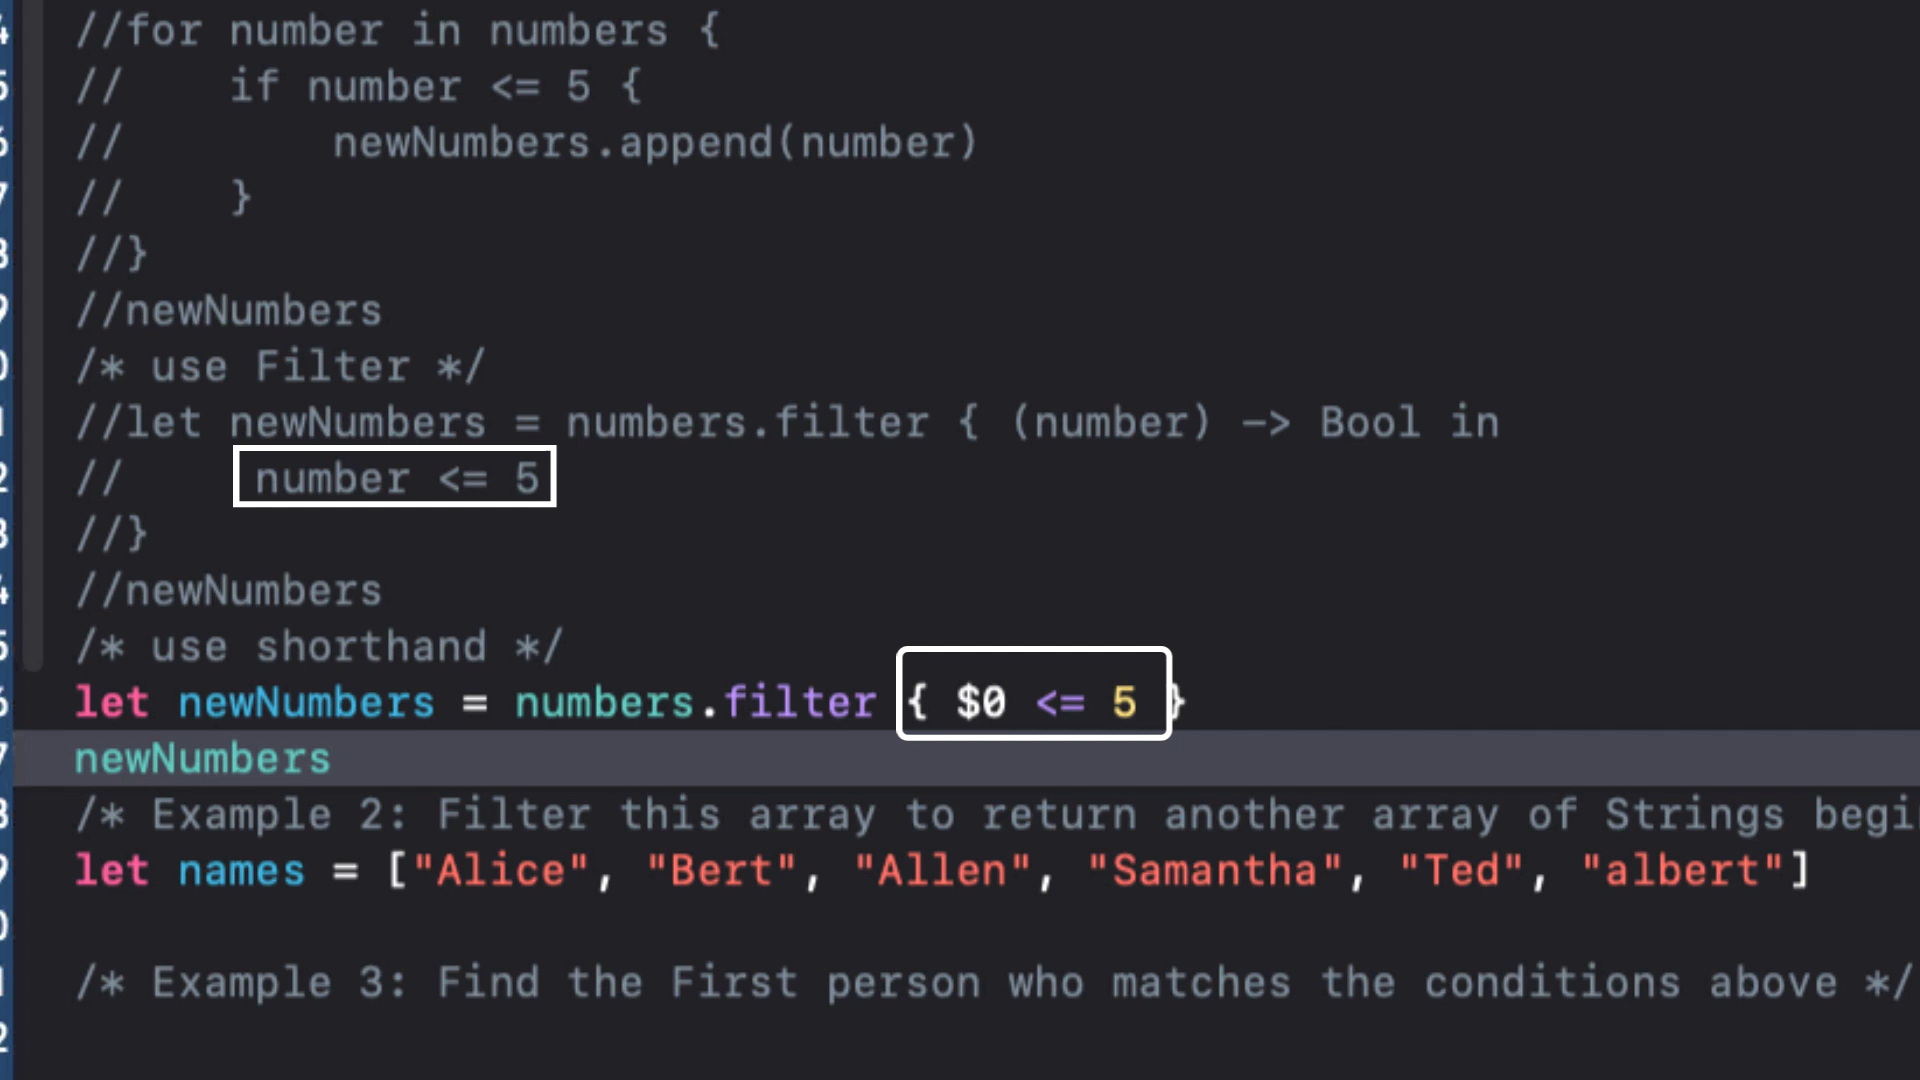 //for number in numbers {
//    if number <= 5 {
//        newNumbers.append(number)
//    }
//}
//newNumbers
/* use Filter */
//let newNumbers = numbers.filter { (number) -> Bool in
//     number <= 5
//}
//newNumbers
/* use shorthand */
let newNumbers = numbers.filter { $0 <= 5 }
newNumbers
/* Example 2: Filter this array to return another array of Strings begi
let names = ["Alice", "Bert", "Allen", "Samantha", "Ted", "albert"]
/* Example 3: Find the First person who matches the conditions above */